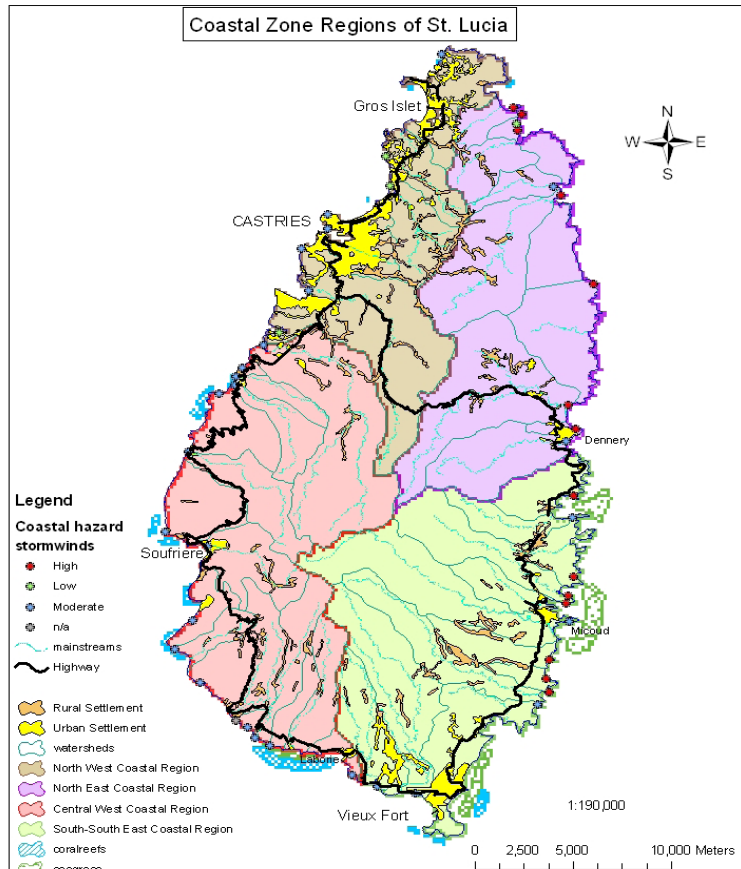 Coastal Zone Regions of St. Lucia
Gros Islet
N
W E
S
CASTRIES
Dennery
Legend
Coastal hazard
stormwinds
High
Low
Moderate
n/a
mainstreams
Highway
Soufriere
Micoud
Rural Settlement
Urban Settlement
watersheds
North West Coastal Region
North East Coastal Region
Central West Coastal Region
South-South East Coastal Region
coralreefs
Laborie
Vieux Fort
1:190,000
0 2,500 5,000 10,000 Meters